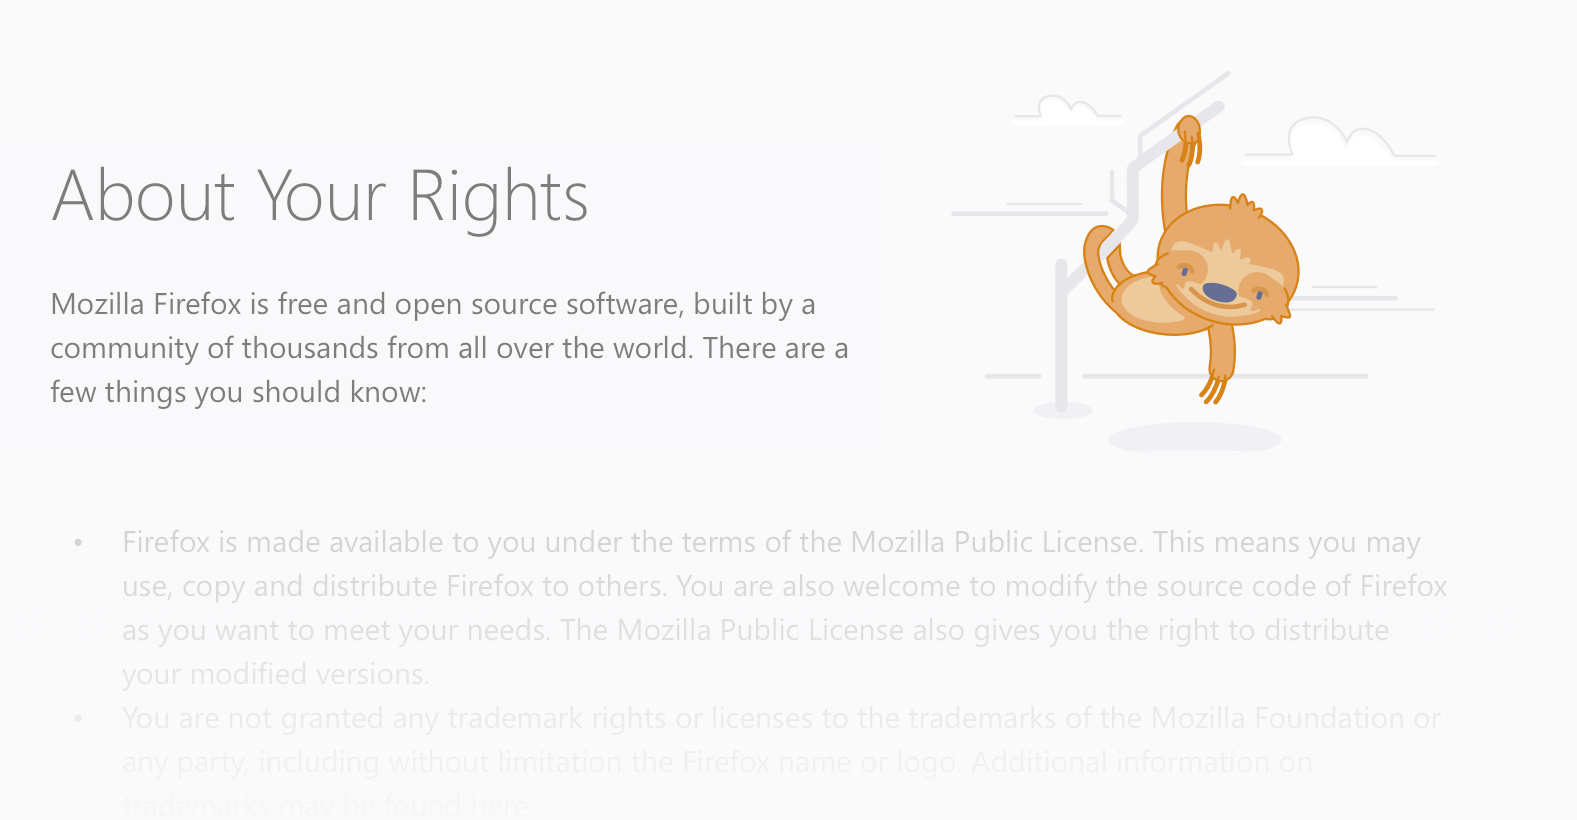 About Your Rights
Mozilla Firefox is free and open source software, built by a
community of thousands from all over the world. There are a
few things you should know:
• Firefox is made available to you under the terms of the Mozilla Public License. This means you may
use, copy and distribute Firefox to others. You are also welcome to modify the source code of Firefox
as you want to meet your needs. The Mozilla Public License also gives you the right to distribute
your modified versions.
• You are not granted any trademark rights or licenses to the trademarks of the Mozilla Foundation or
any party, including without limitation the Firefox name or logo. Additional information on
trademarks may be found here.